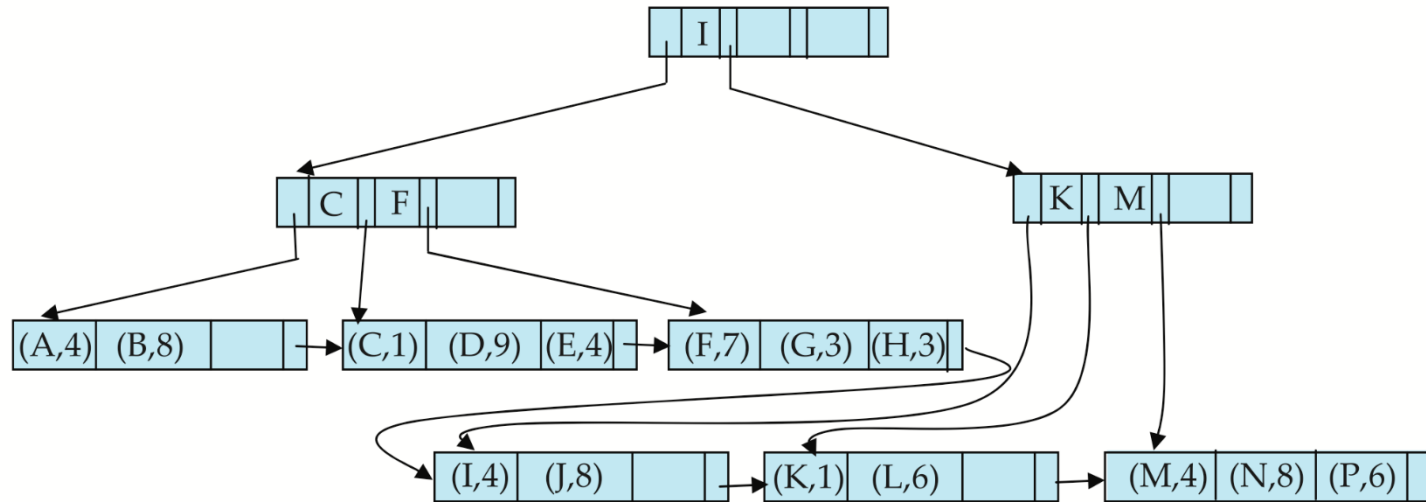 I
C F
K M
(A,4) (B,8) (C,1) (D,9) (E,4) (F,7) (G,3) (H,3)
(I,4) (J,8) (K,1) (L,6) (M,4) (N,8) (P,6)